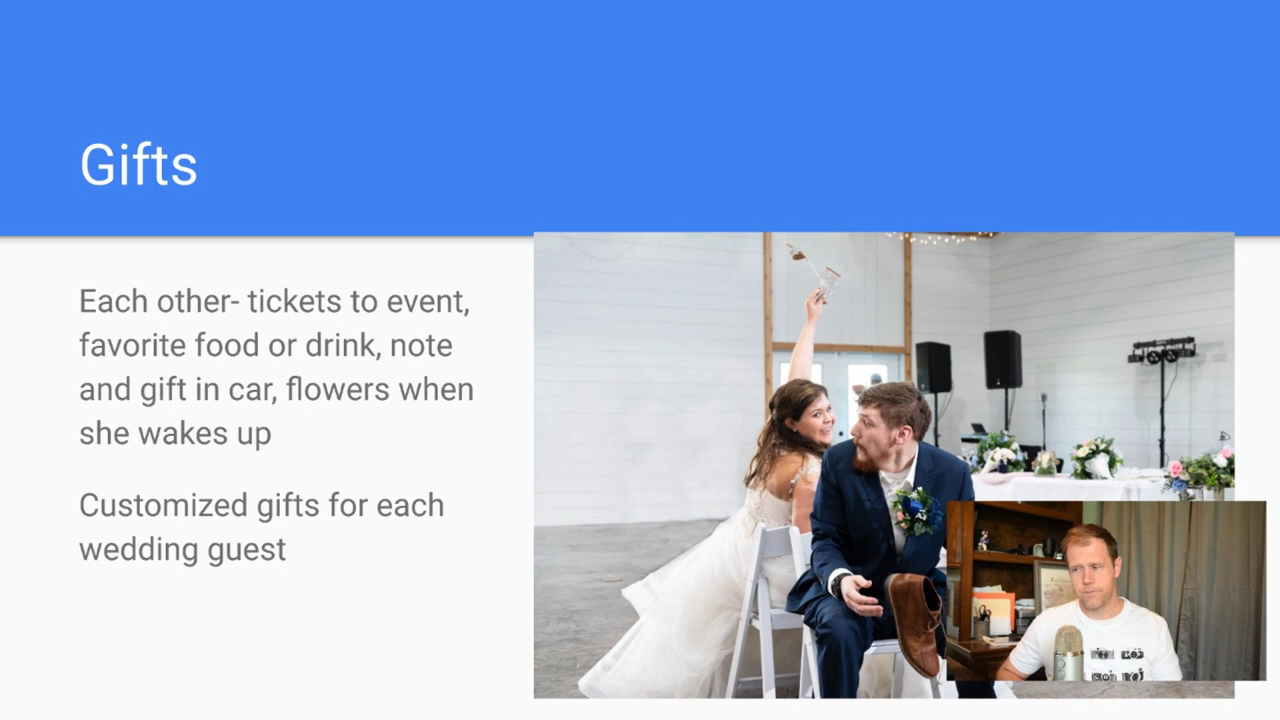 Gifts
Each other- tickets to event,
favorite food or drink, note
and gift in car, flowers when
she wakes up
Customized gifts for each
wedding guest